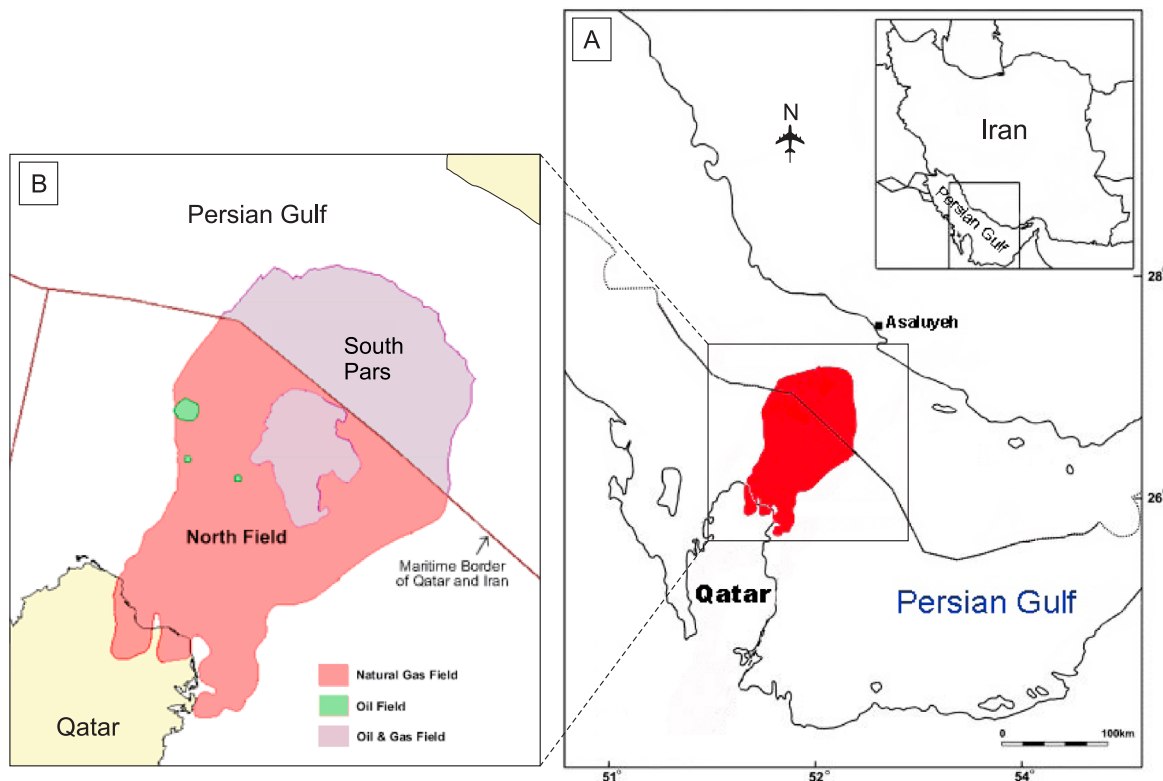 A
N
Iran
Persian Gulf
28°
Asaluyeh
26°
Qatar
Persian Gulf
100km
51°
52°
54°
B
Persian Gulf
South
Pars
North Field
Maritime Border
of Qatar and Iran
Natural Gas Field
Oil Field
Oil & Gas Field
Qatar